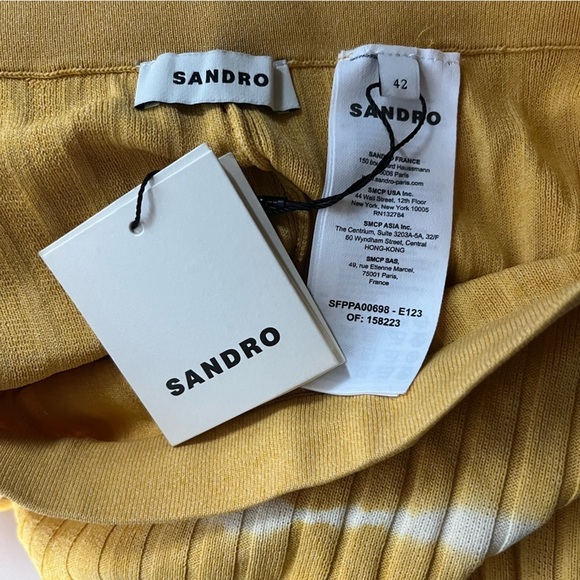 SANDRO
42
SANDRO
SANDRO FRANCE
150 boulevard Haussmann
75008 Paris
www.sandro-paris.com
SMCP USA Inc.
44 Wall Street, 12th Floor
New York, New York 10005
RN132764
SMCP ASIA Inc.
The Centrium, Suite 3203A-5A, 32/F
60 Wyndham Street, Central
HONG-KONG
SMCP SAS,
49, rue Etienne Marcel,
75001 Paris,
France
SFPPA00698 - E123
OF: 158223
SANDRO